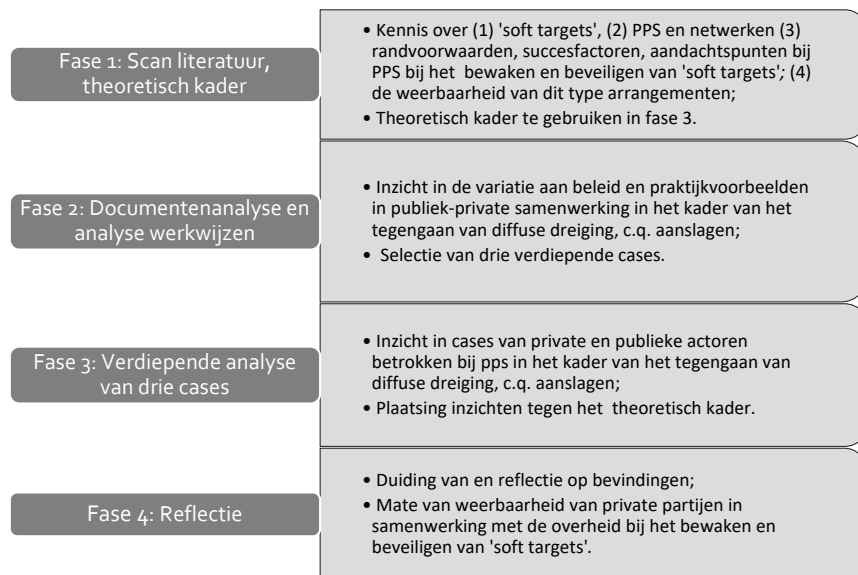 Fase 1: Scan literatuur,
theoretisch kader
• Kennis over (1) 'soft targets', (2) PPS en netwerken (3)
randvoorwaarden, succesfactoren, aandachtspunten bij
PPS bij het bewaken en beveiligen van 'soft targets'; (4)
de weerbaarheid van dit type arrangementen;
• Theoretisch kader te gebruiken in fase 3.
Fase 2: Documentenanalyse en
analyse werkwijzen
• Inzicht in de variatie aan beleid en praktijkvoorbeelden
in publiek-private samenwerking in het kader van het
tegengaan van diffuse dreiging, c.q. aanslagen;
• Selectie van drie verdiepende cases.
Fase 3: Verdiepende analyse
van drie cases
• Inzicht in cases van private en publieke actoren
betrokken bij pps in het kader van het tegengaan van
diffuse dreiging, c.q. aanslagen;
• Plaatsing inzichten tegen het theoretisch kader.
Fase 4: Reflectie
• Duiding van en reflectie op bevindingen;
• Mate van weerbaarheid van private partijen in
samenwerking met de overheid bij het bewaken en
beveiligen van 'soft targets'.